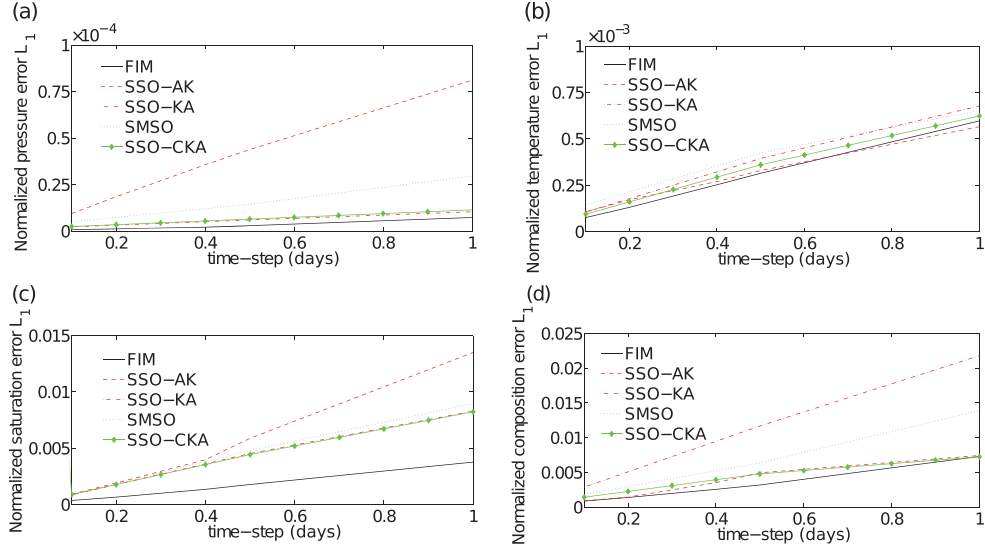 (a)
×10⁻⁴
Normalized pressure error L₁
1
0.75
0.5
0.25
0
FIM
SSO−AK
SSO−KA
SMSO
SSO−CKA
0.2
0.4
0.6
0.8
1
time−step (days)
(b)
×10⁻³
Normalized temperature error L₁
1
0.75
0.5
0.25
0
FIM
SSO−AK
SSO−KA
SMSO
SSO−CKA
0.2
0.4
0.6
0.8
1
time−step (days)
(c)
Normalized saturation error L₁
0.015
0.01
0.005
0
FIM
SSO−AK
SSO−KA
SMSO
SSO−CKA
0.2
0.4
0.6
0.8
1
time−step (days)
(d)
Normalized composition error L₁
0.025
0.020
0.015
0.01
0.005
0
FIM
SSO−AK
SSO−KA
SMSO
SSO−CKA
0.2
0.4
0.6
0.8
1
time−step (days)